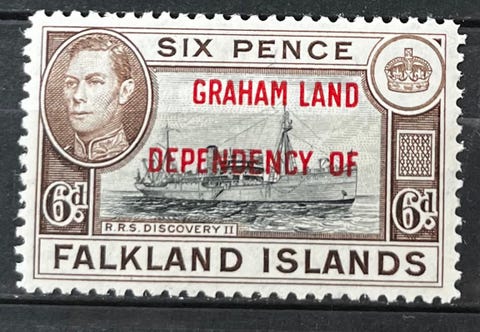 SIX PENCE
GRAHAM LAND
DEPENDENCY OF
6d. 6d.
R.R.S. DISCOVERY II
FALKLAND ISLANDS